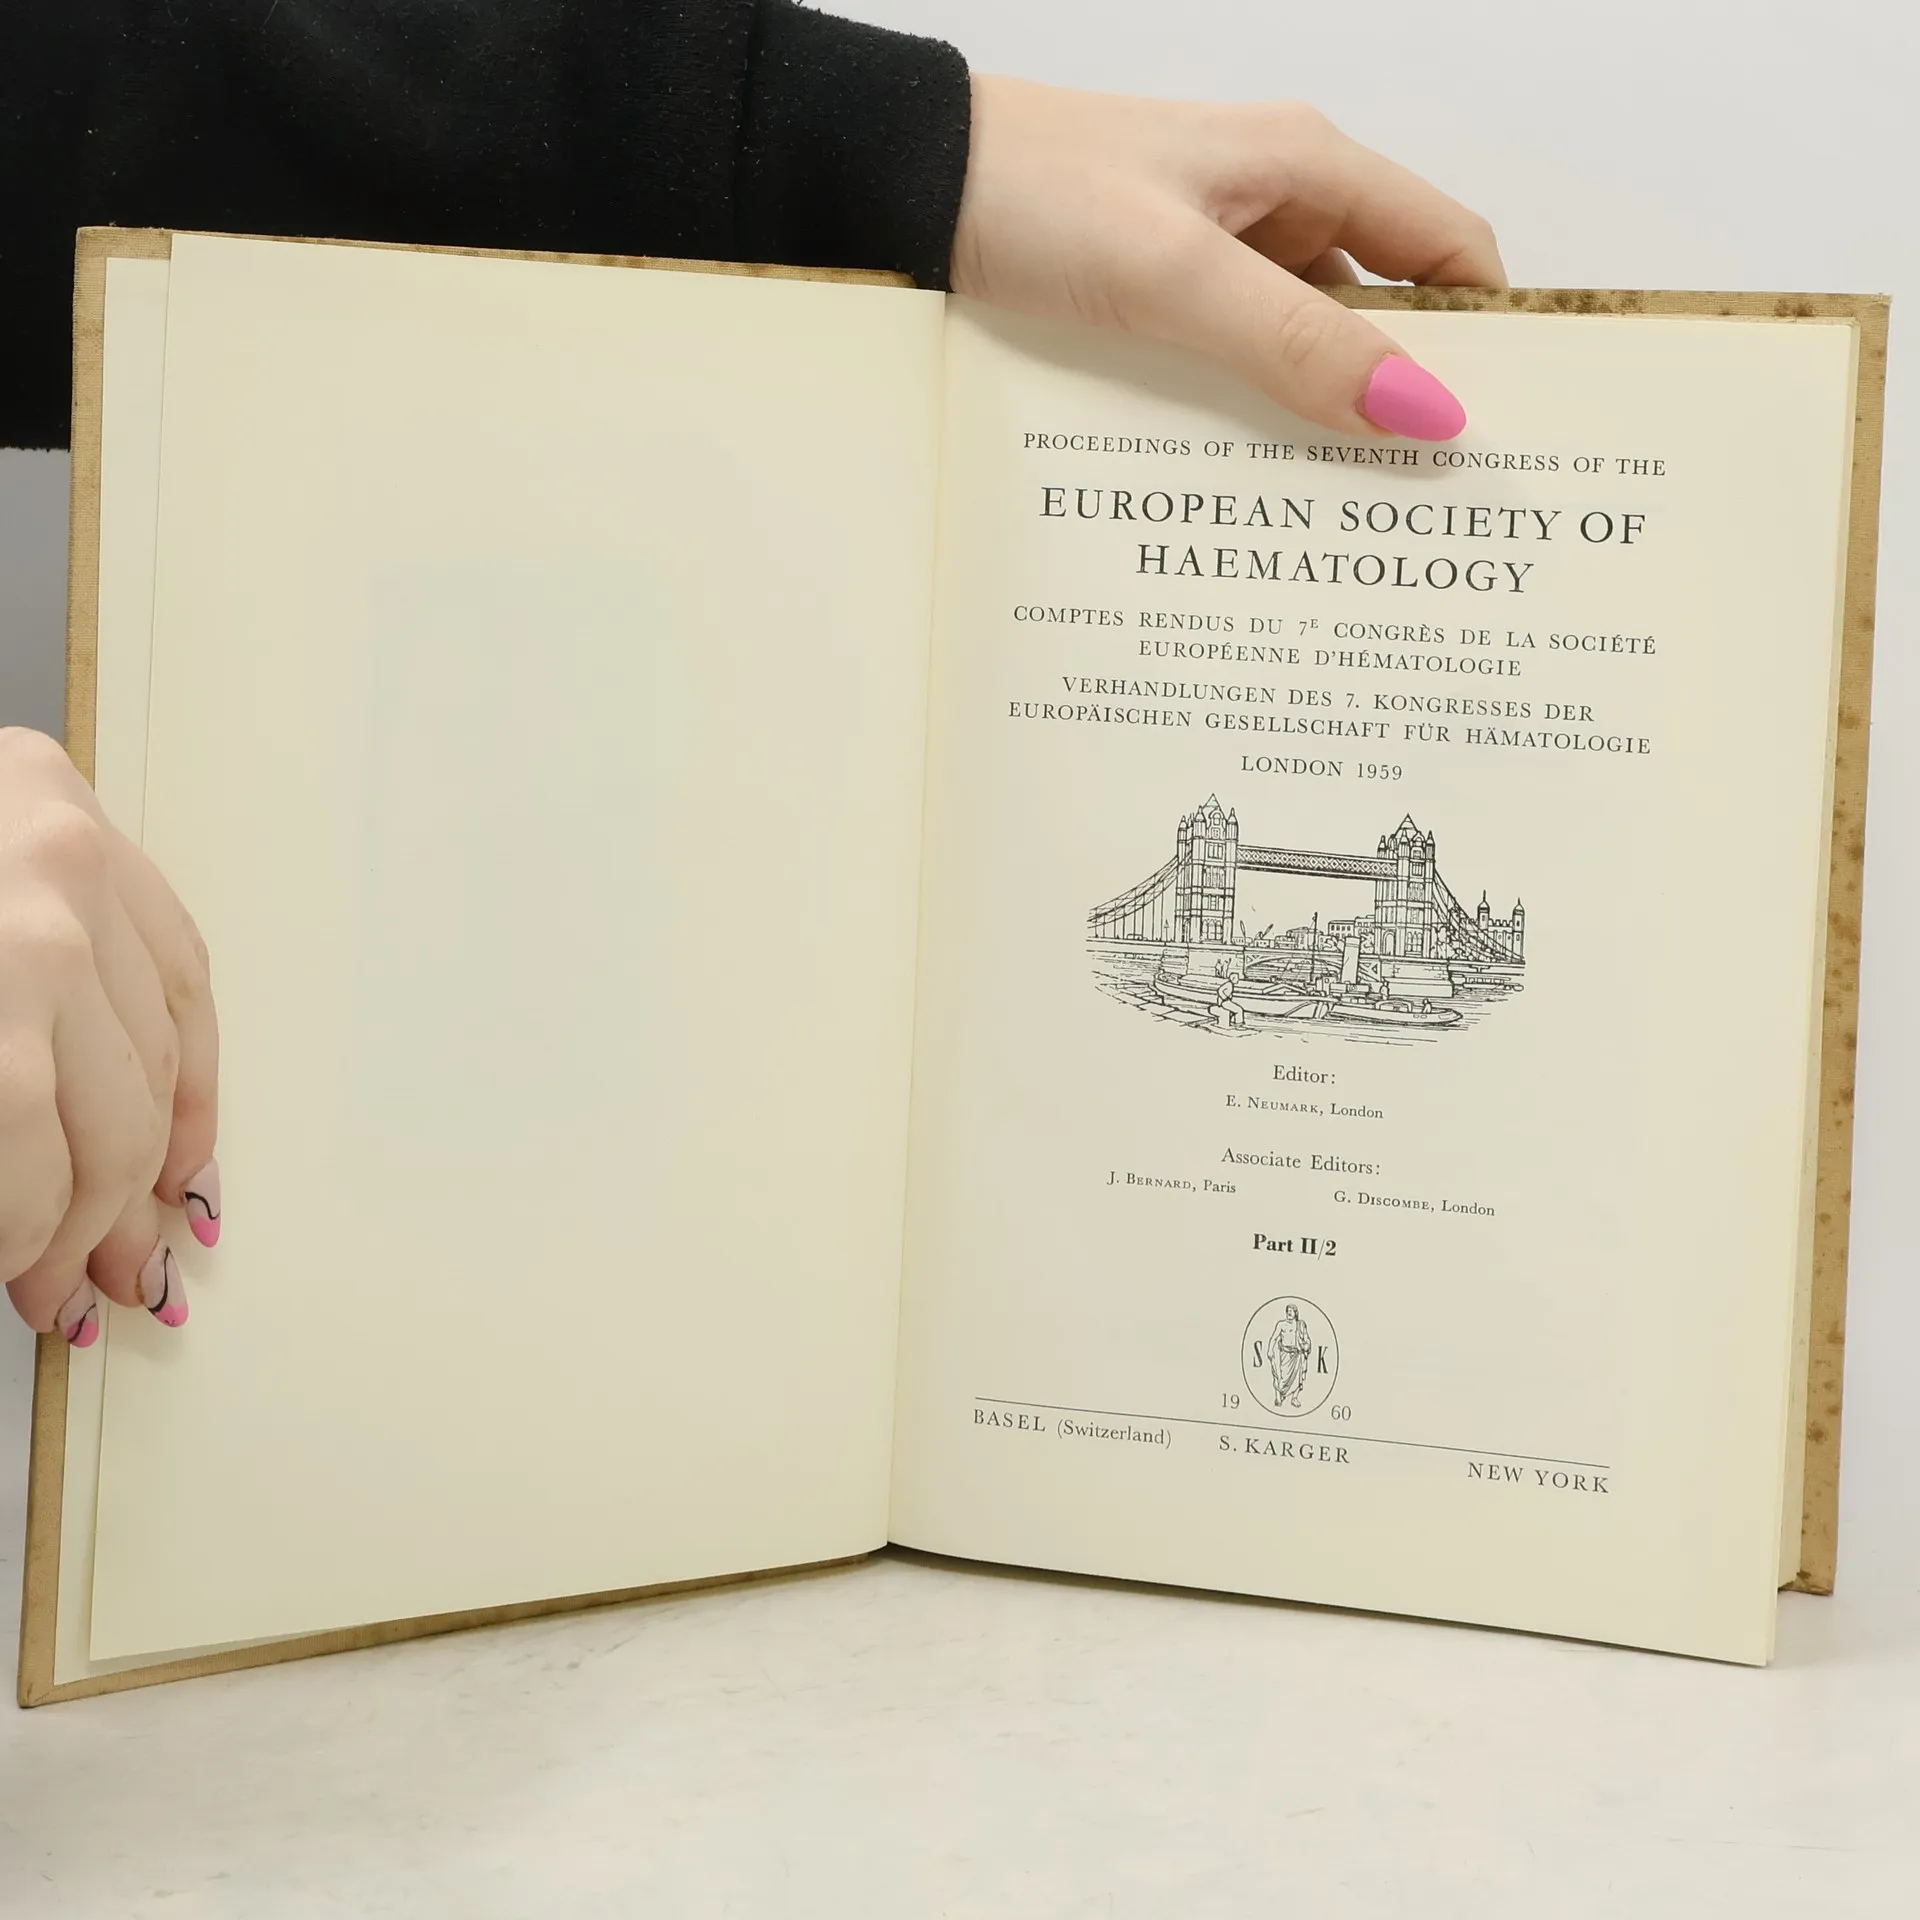 PROCEEDINGS OF THE SEVENTH CONGRESS OF THE
EUROPEAN SOCIETY OF
HAEMATOLOGY
COMPTES RENDUS DU 7E CONGRÈS DE LA SOCIÉTÉ
EUROPÉENNE D'HÉMATOLOGIE
VERHANDLUNGEN DES 7. KONGRESSES DER
EUROPÄISCHEN GESELLSCHAFT FÜR HÄMATOLOGIE
LONDON 1959
Editor:
E. NEUMARK, London
Associate Editors:
J. BERNARD, Paris G. DISCOMBE, London
Part II/2
S K
19 60
BASEL (Switzerland) S. KARGER NEW YORK